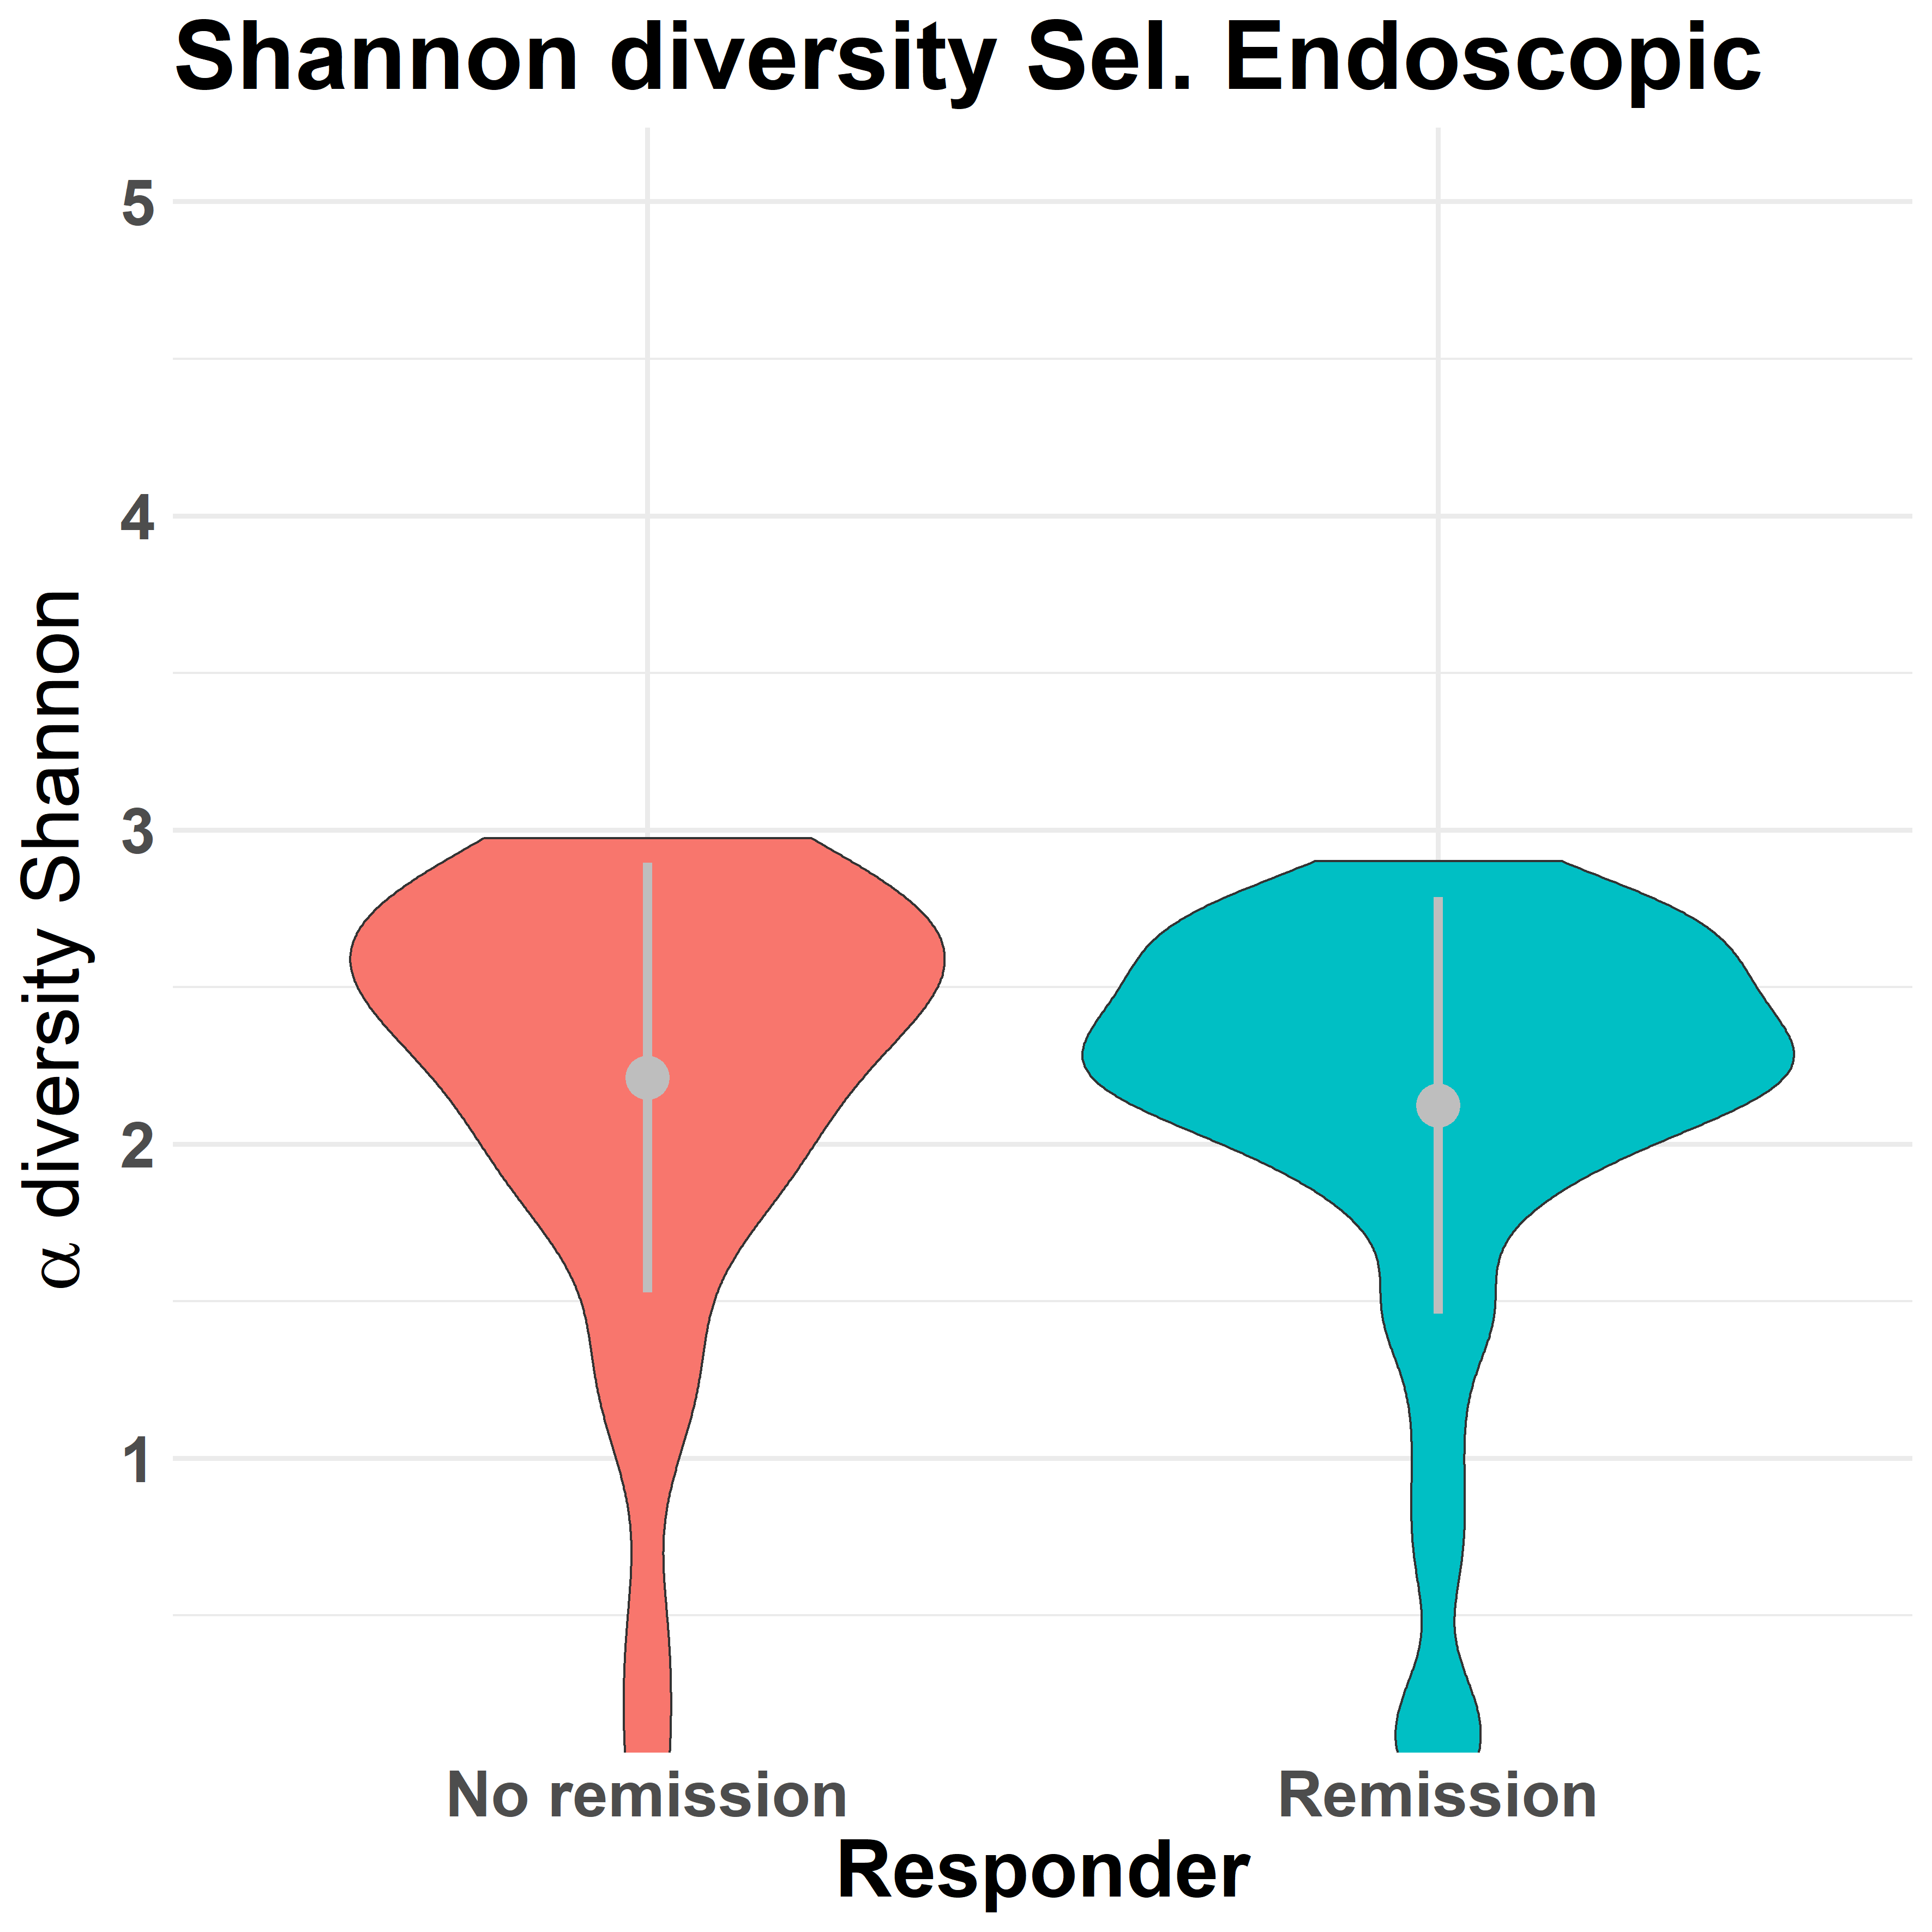 Shannon diversity Sel. Endoscopic
α diversity Shannon
5
4
3
2
1
No remission
Remission
Responder